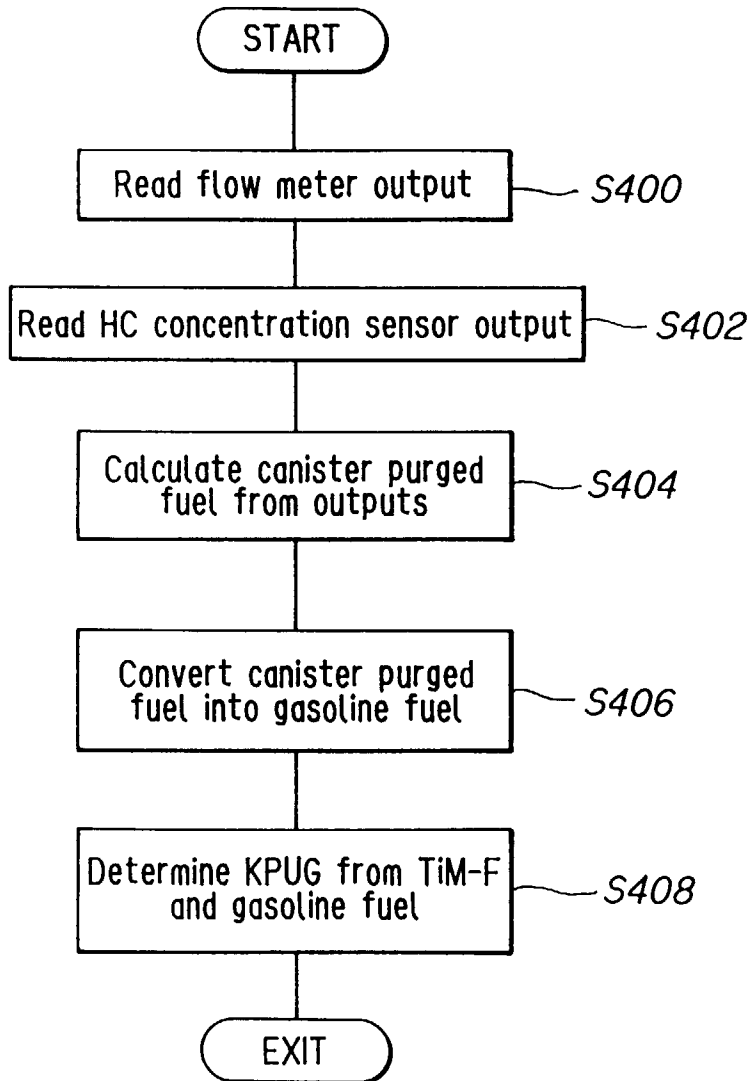 START
Read flow meter output
S400
Read HC concentration sensor output
S402
Calculate canister purged
fuel from outputs
S404
Convert canister purged
fuel into gasoline fuel
S406
Determine KPUG from TiM-F
and gasoline fuel
S408
EXIT